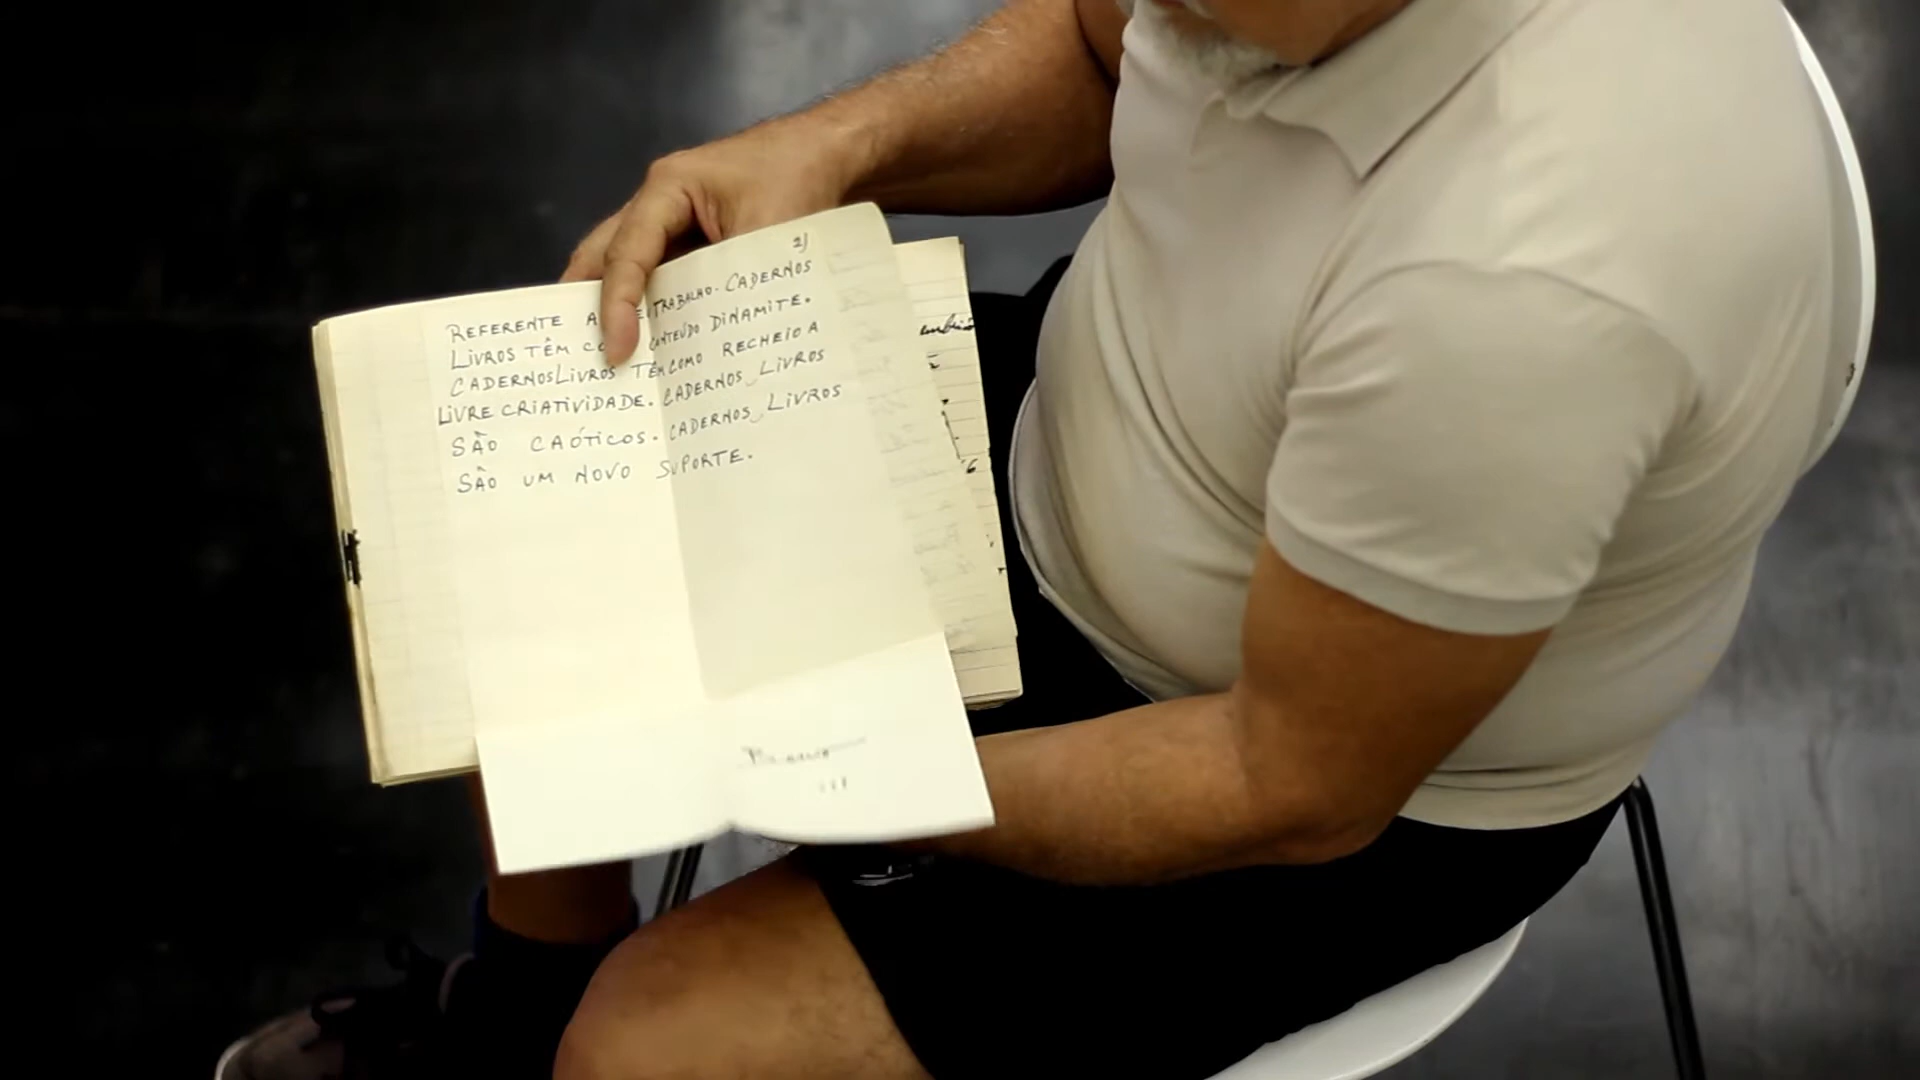 2)
REFERENTE A TRABALHO. CADERNOS
LIVROS TÊM CONTEÚDO DINAMITE.
CADERNOSLIVROS TÊM COMO RECHEIO A
LIVRE CRIATIVIDADE. CADERNOS LIVROS
SÃO CAÓTICOS. CADERNOS LIVROS
SÃO UM NOVO SUPORTE.